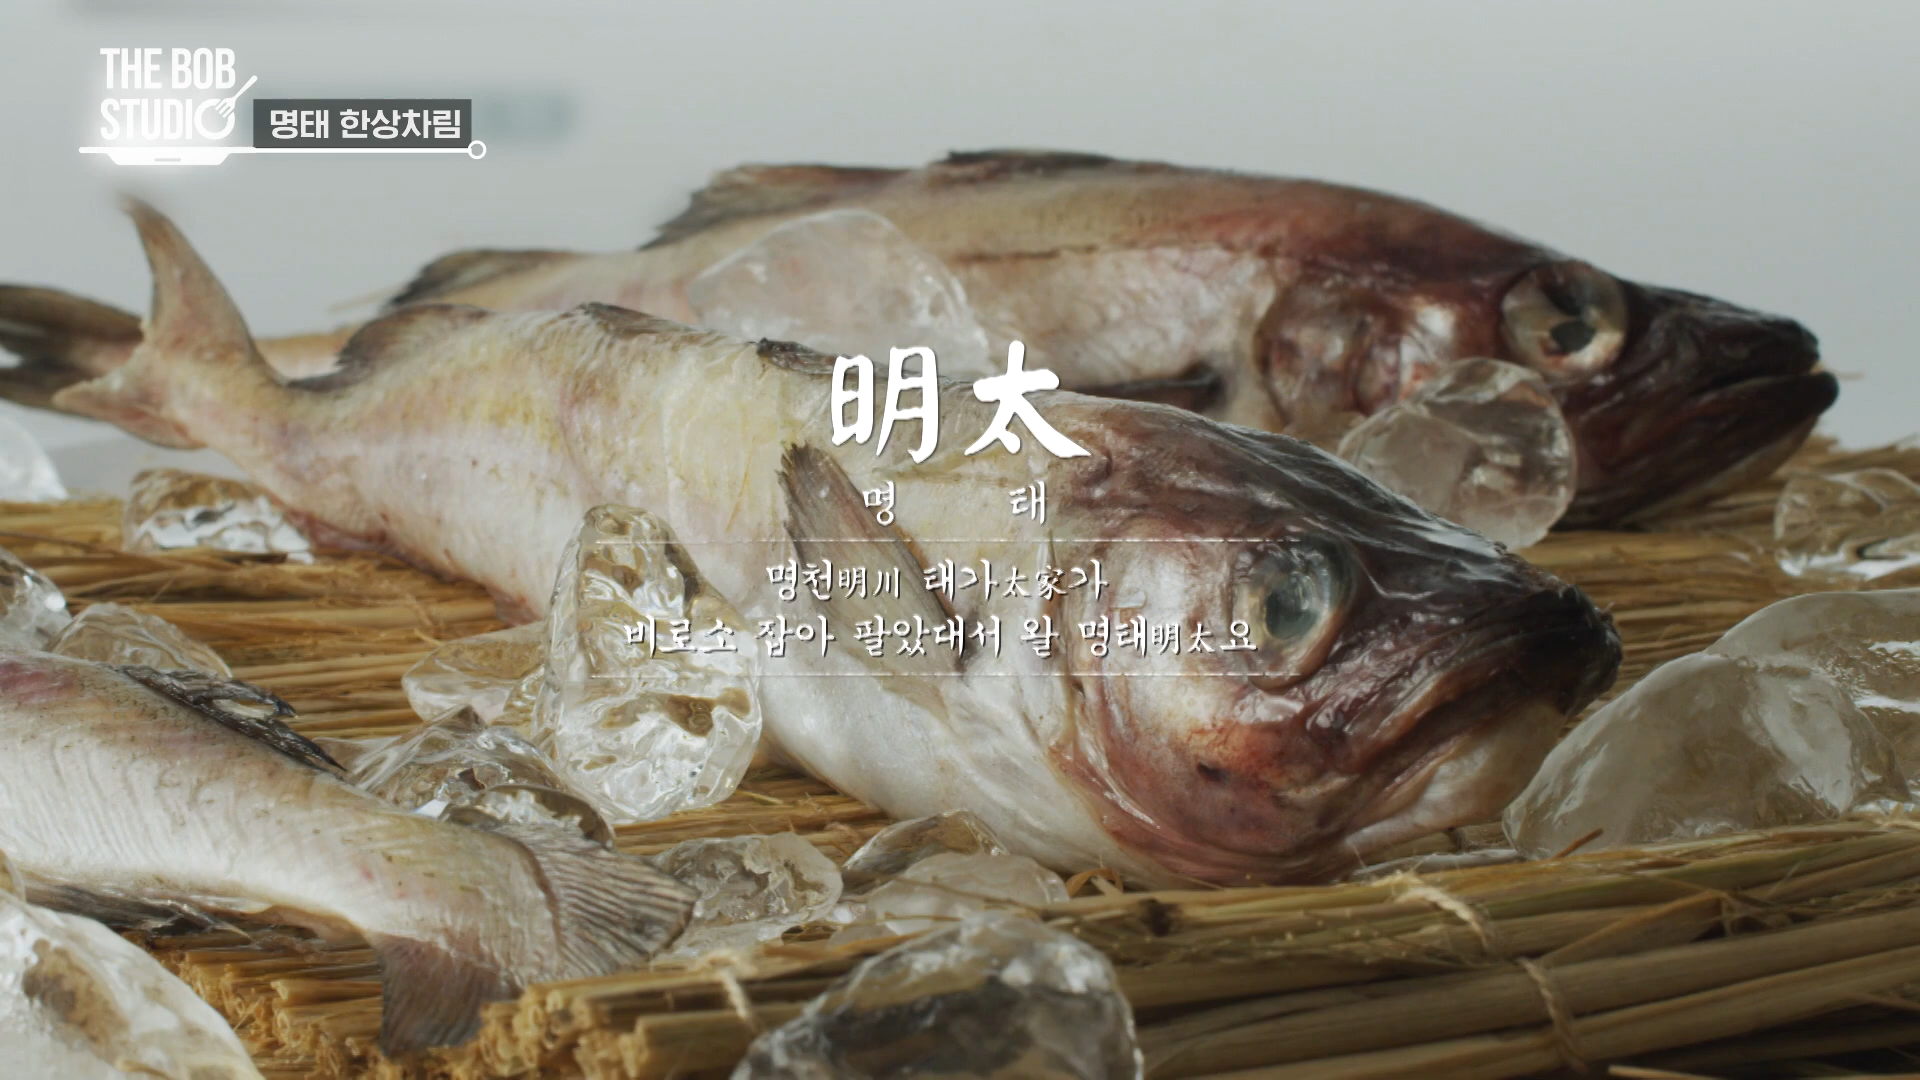 THE BOB
STUDIO
명태 한상차림
明太
명 태
명천明川 태가太家가
비로소 잡아 팔았대서 왈 명태明太요